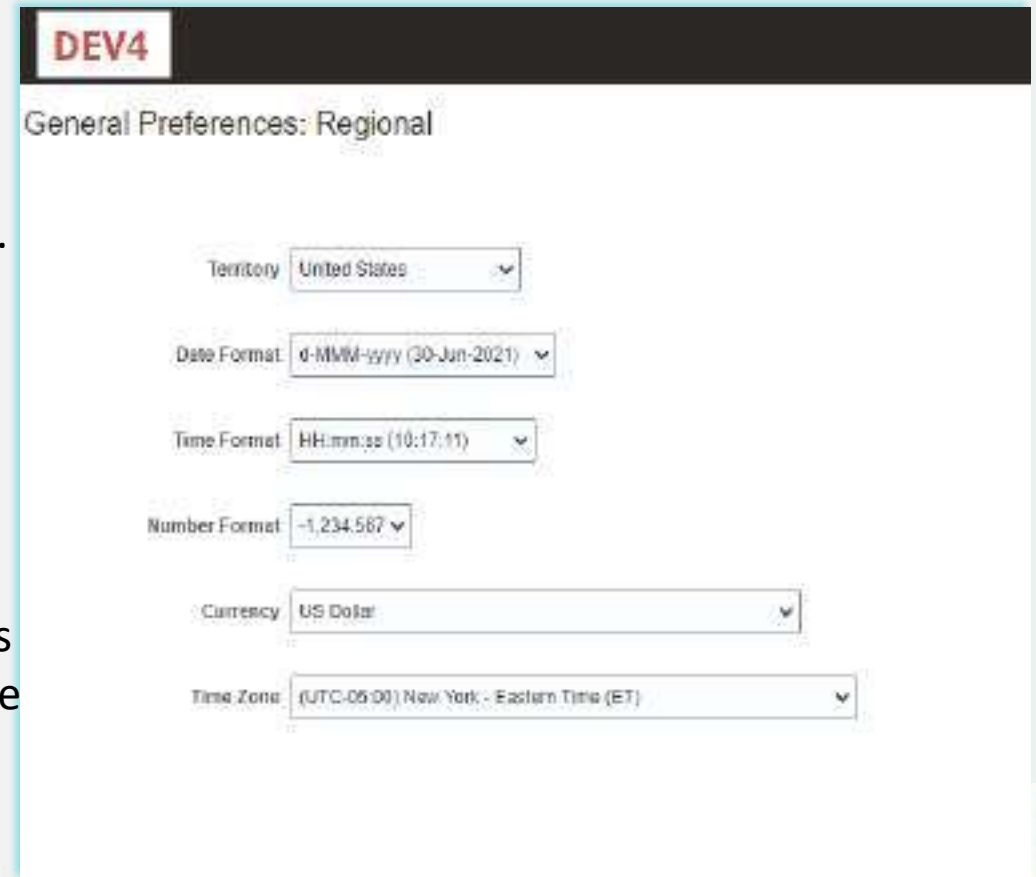 DEV4
General Preferences: Regional
.
Territory United States
Date Format d-MMM-yyyy (30-Jun-2021)
Time Format HH:mm:ss (10:17:11)
Number Format -1,234,567
Currency US Dollar
s
e
Time Zone (UTC-05:00) New York - Eastern Time (ET)